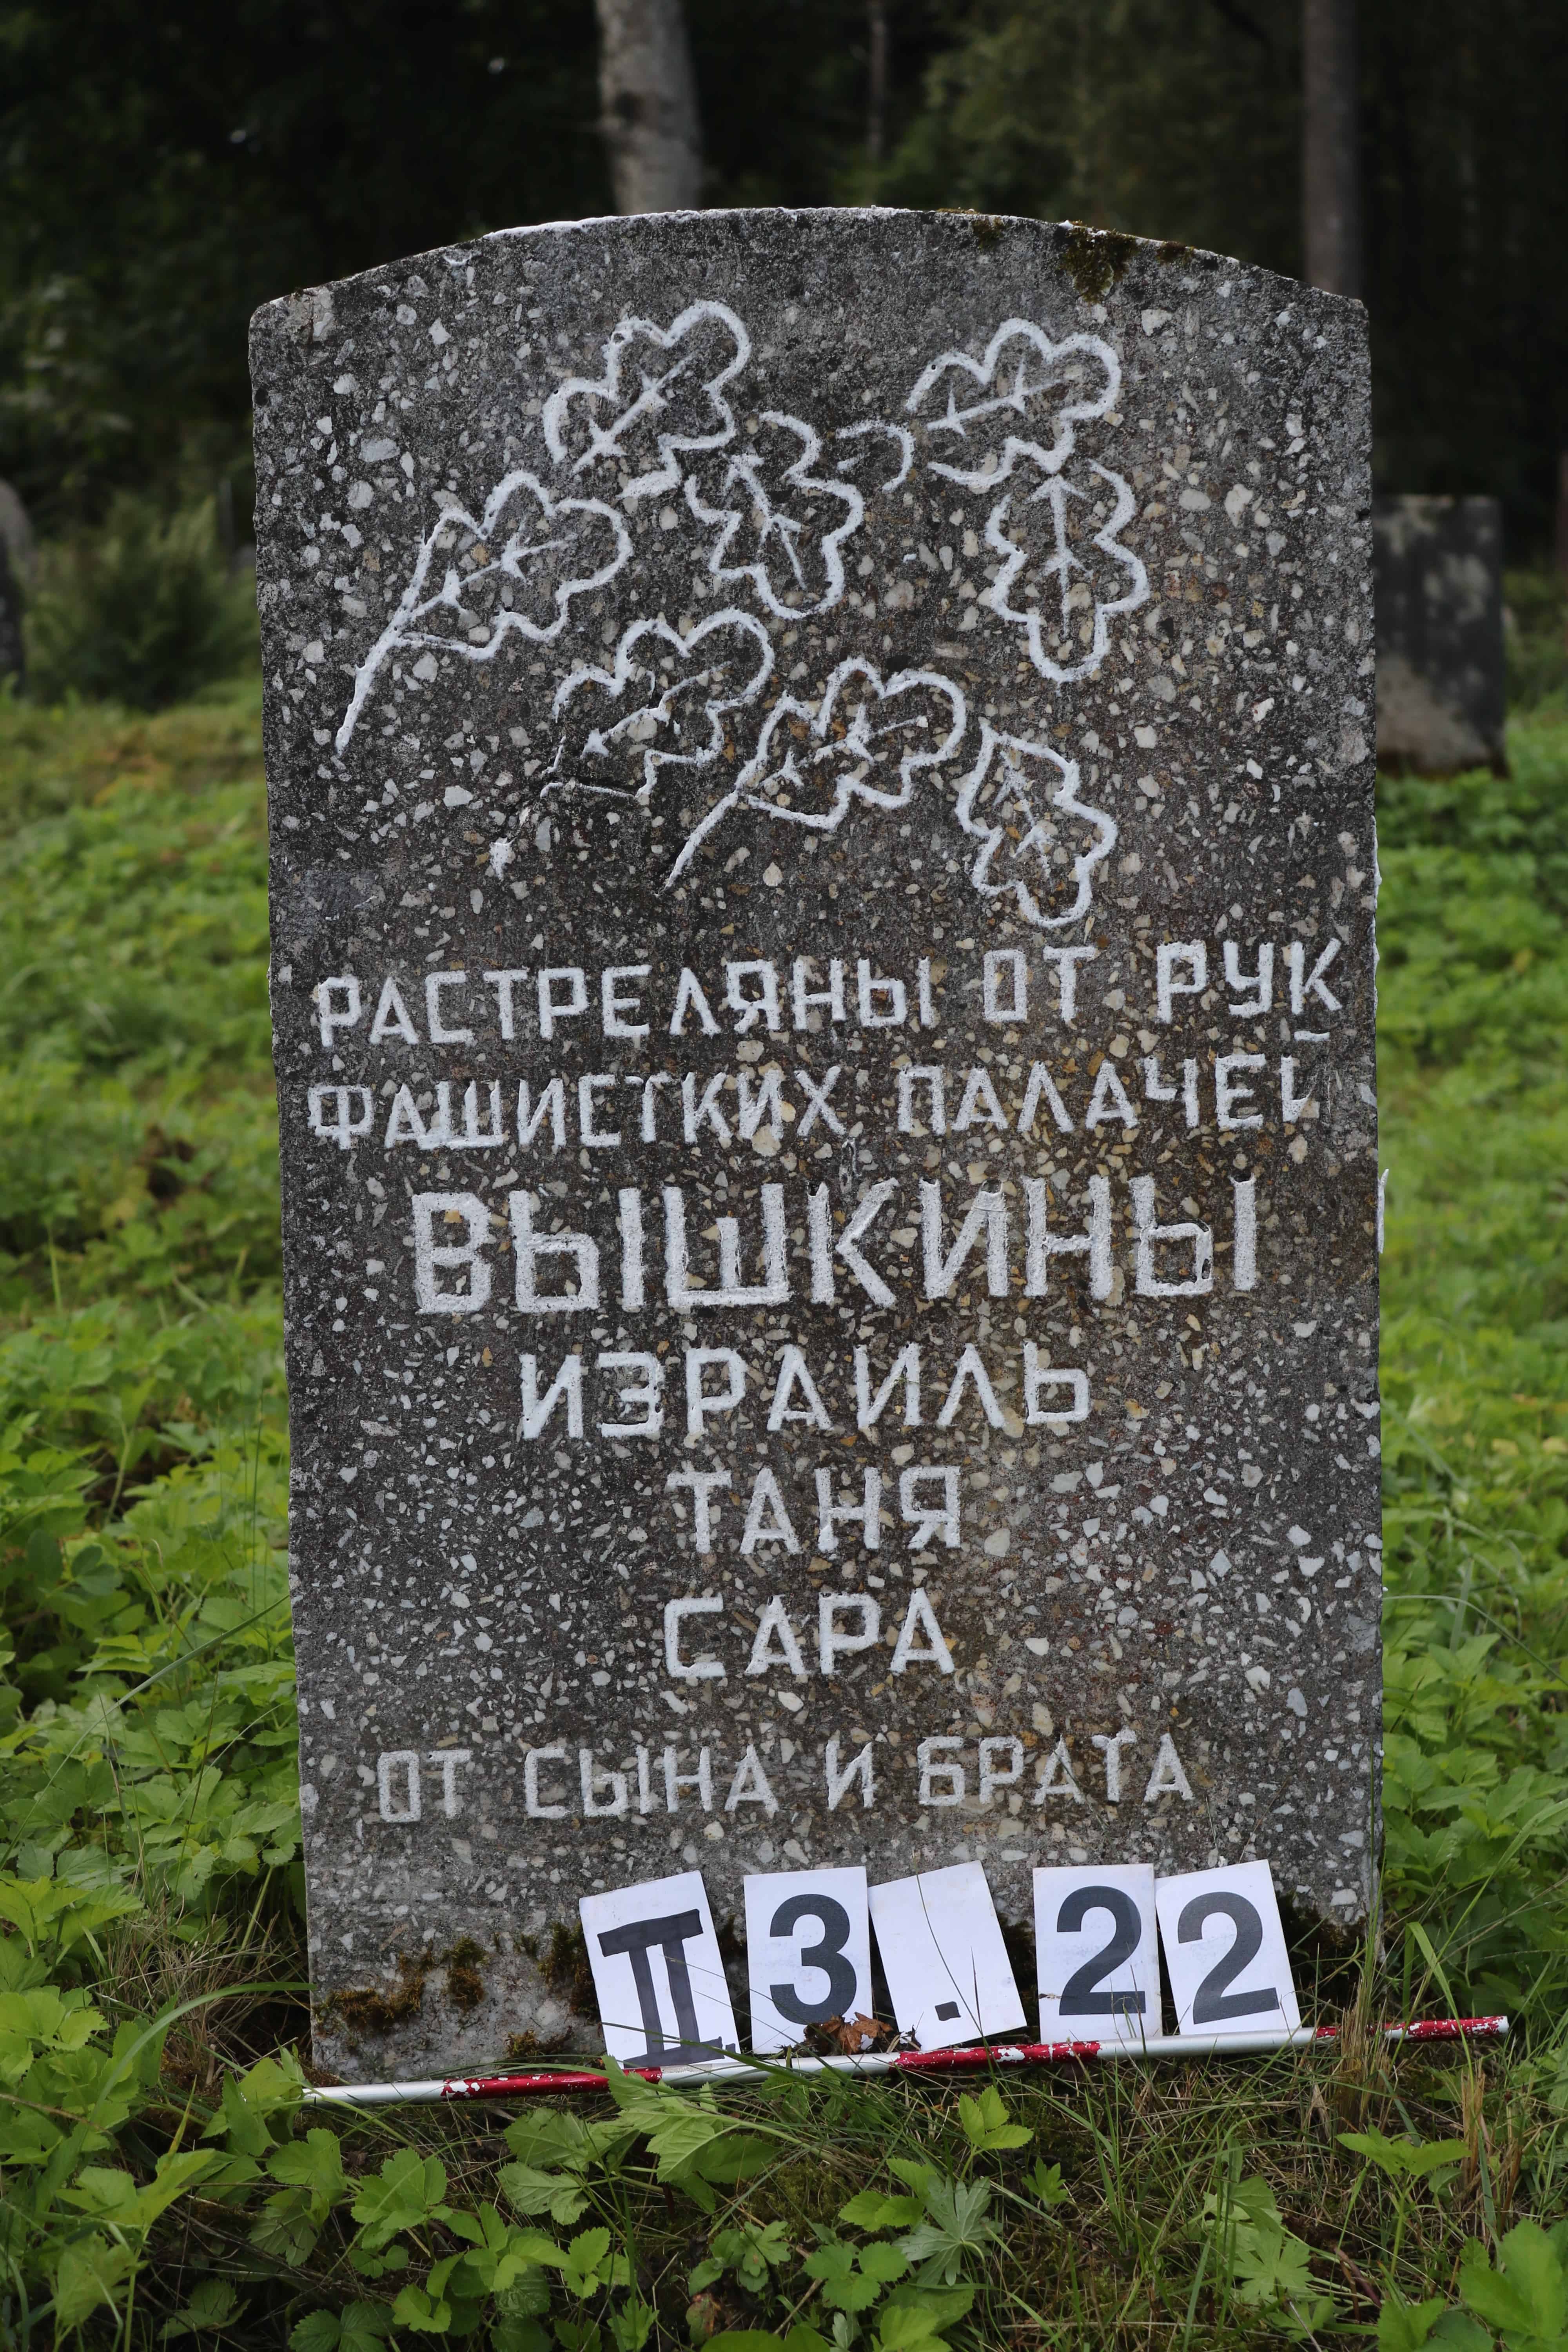 РАСТРЕЛЯНЫ ОТ РУК
ФАШИСТКИХ ПАЛАЧЕЙ
ВЫШКИНЫ
ИЗРАИЛЬ
ТАНЯ
САРА
ОТ СЫНА И БРАТА
II 3.22